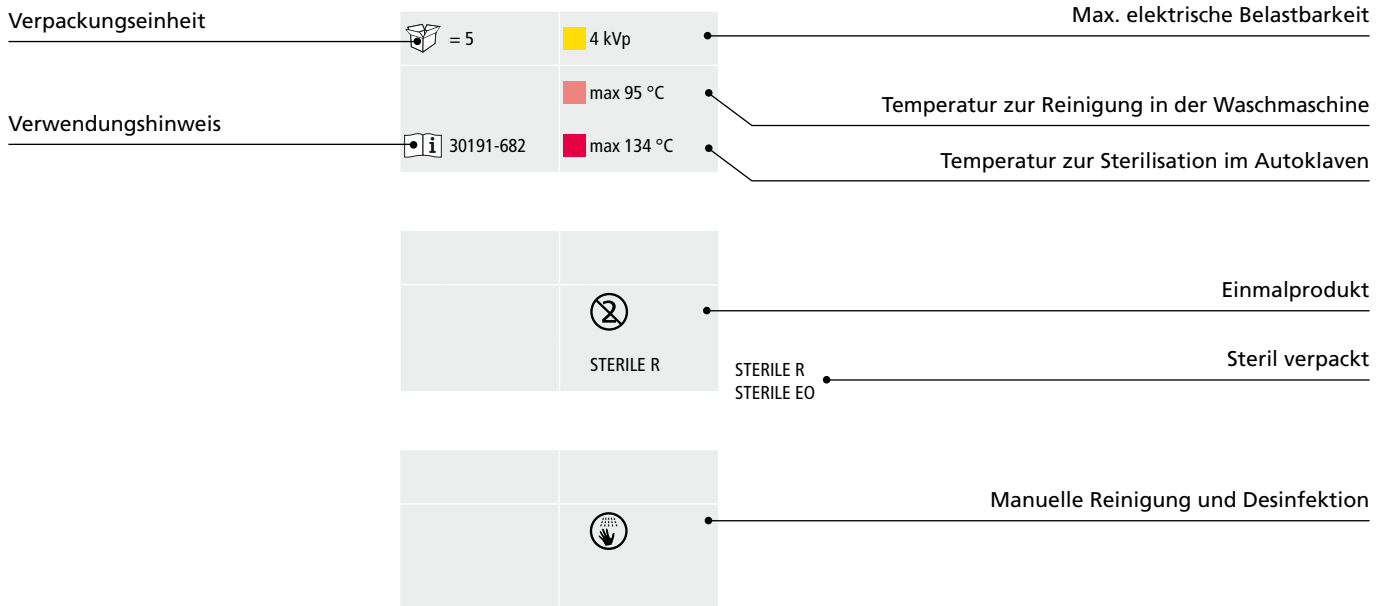 Verpackungseinheit
= 5
4 kVp
Max. elektrische Belastbarkeit
max 95 °C
Temperatur zur Reinigung in der Waschmaschine
Verwendungshinweis
i 30191-682
max 134 °C
Temperatur zur Sterilisation im Autoklaven
2
Einmalprodukt
STERILE R
STERILE R
STERILE EO
Steril verpackt
Manuelle Reinigung und Desinfektion